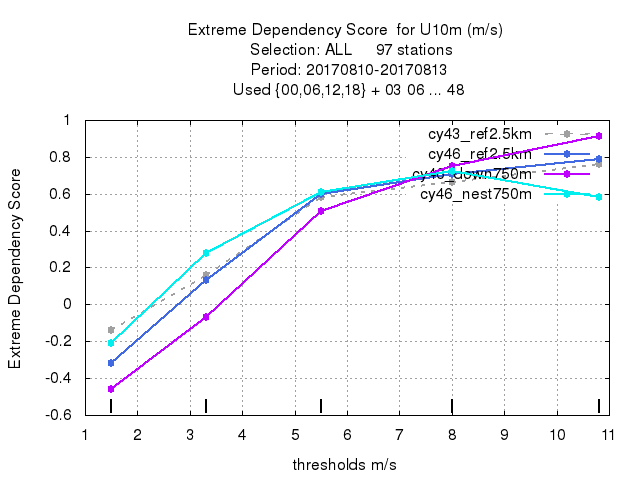 Extreme Dependency Score  for U10m (m/s)
Selection: ALL     97 stations
Period: 20170810-20170813
Used {00,06,12,18} + 03 06 ... 48
Extreme Dependency Score
1
0.8
0.6
0.4
0.2
0
-0.2
-0.4
-0.6
cy43_ref2.5km
cy46_ref2.5km
cy46_down750m
cy46_nest750m
1 2 3 4 5 6 7 8 9 10 11
thresholds m/s